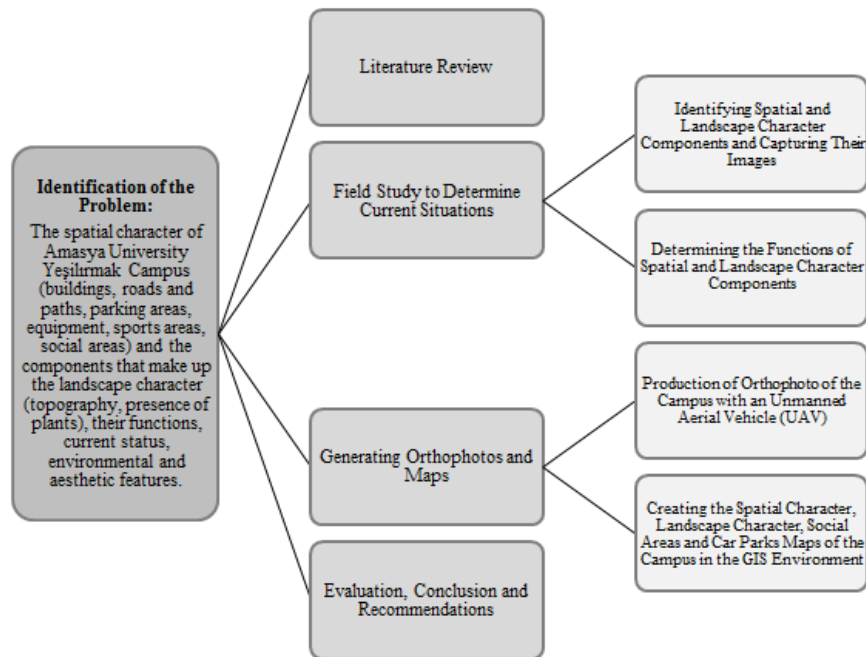 Identification of the
Problem:
The spatial character of
Amasya University
Yeşilırmak Campus
(buildings, roads and
paths, parking areas,
equipment, sports areas,
social areas) and the
components that make up
the landscape character
(topography, presence of
plants), their functions,
current status,
environmental and
aesthetic features.
Literature Review
Field Study to Determine
Current Situations
Generating Orthophotos and
Maps
Evaluation, Conclusion and
Recommendations
Identifying Spatial and
Landscape Character
Components and Capturing Their
Images
Determining the Functions of
Spatial and Landscape Character
Components
Production of Orthophoto of the
Campus with an Unmanned
Aerial Vehicle (UAV)
Creating the Spatial Character,
Landscape Character, Social
Areas and Car Parks Maps of the
Campus in the GIS Environment